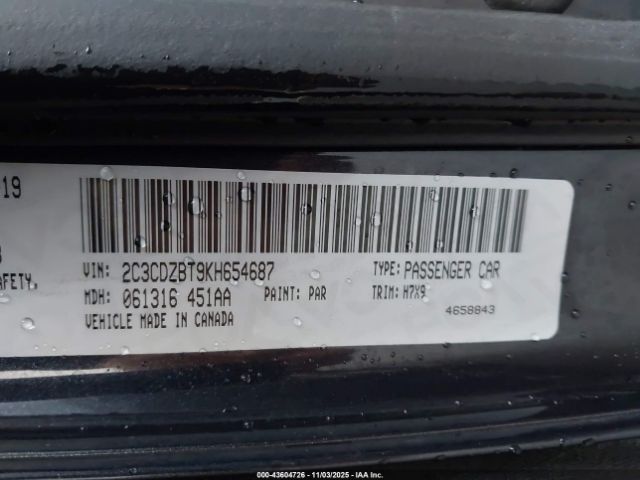 19
VIN: 2C3CDZBT9KH654687 TYPE: PASSENGER CAR
AFETY. MDH: 061316 451AA PAINT: PAR TRIM: H7X9
VEHICLE MADE IN CANADA 4658843
000-43604726 - 11/03/2025 - IAA Inc.